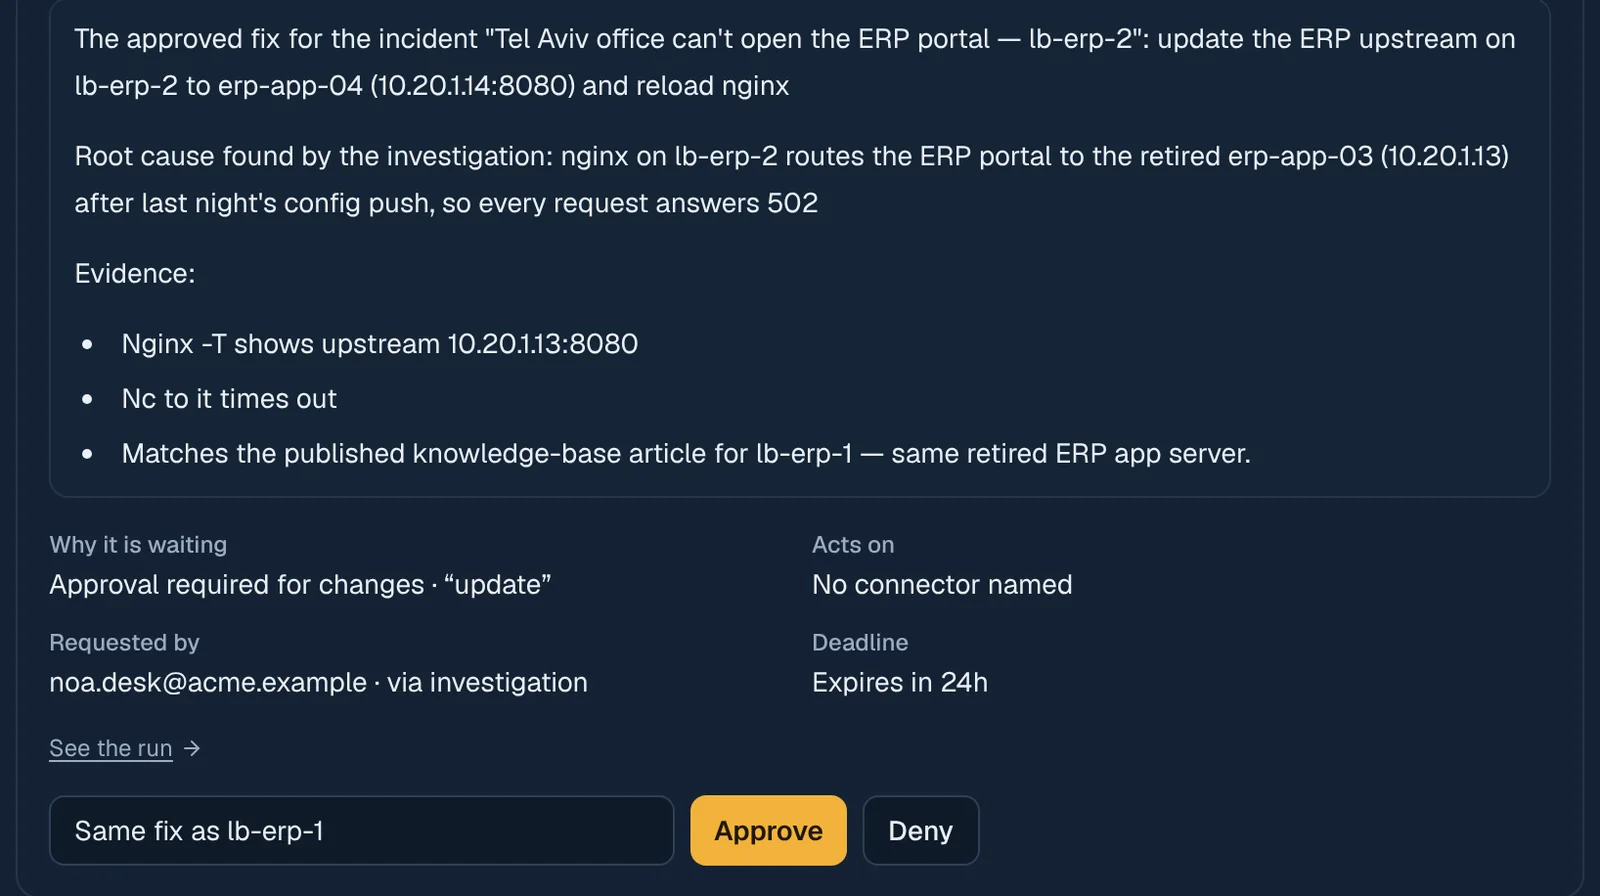 The approved fix for the incident "Tel Aviv office can't open the ERP portal — lb-erp-2": update the ERP upstream on
lb-erp-2 to erp-app-04 (10.20.1.14:8080) and reload nginx
Root cause found by the investigation: nginx on lb-erp-2 routes the ERP portal to the retired erp-app-03 (10.20.1.13)
after last night's config push, so every request answers 502
Evidence:
• Nginx -T shows upstream 10.20.1.13:8080
• Nc to it times out
• Matches the published knowledge-base article for lb-erp-1 — same retired ERP app server.
Why it is waiting
Approval required for changes · “update”
Acts on
No connector named
Requested by
noa.desk@acme.example · via investigation
Deadline
Expires in 24h
See the run →
Same fix as lb-erp-1
Approve
Deny